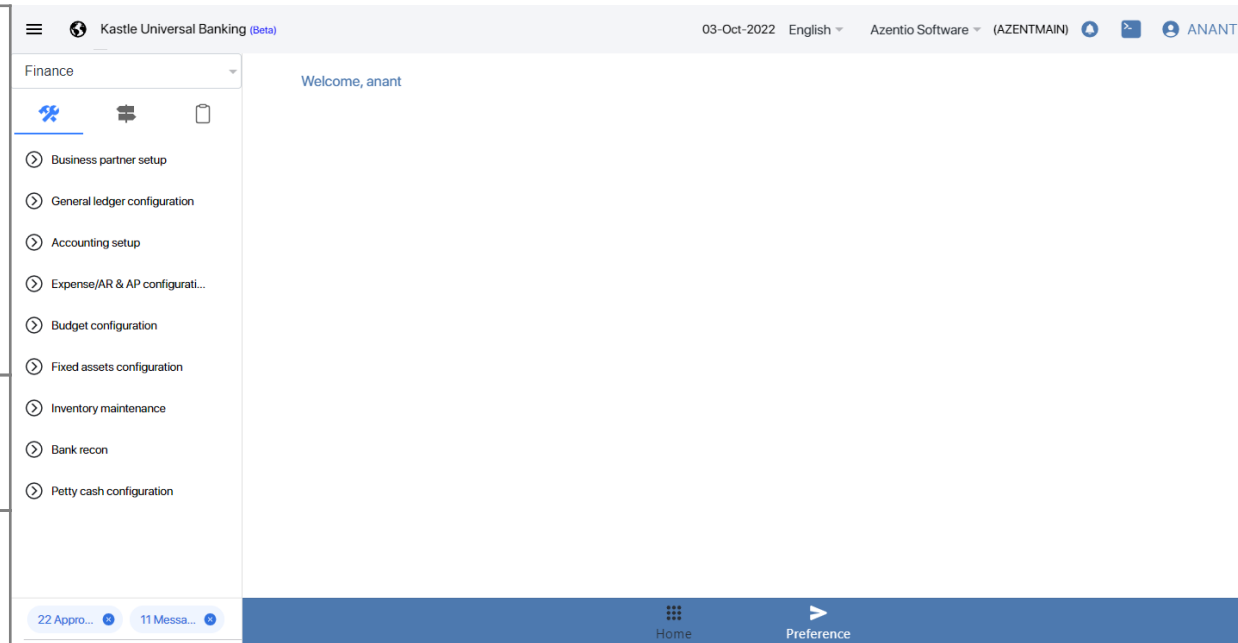 Kastle Universal Banking (Beta) 03-Oct-2022 English Azentio Software (AZENTMAIN) ANANT
Finance
Welcome, anant
Business partner setup
General ledger configuration
Accounting setup
Expense/AR & AP configurati...
Budget configuration
Fixed assets configuration
Inventory maintenance
Bank recon
Petty cash configuration
22 Appro... 11 Messa...
Home Preference